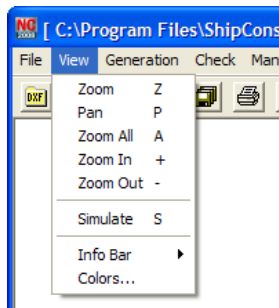 NC
2008 [ C:\Program Files\ShipCons
File View Generation Check Man
DXF
Zoom Z
Pan P
Zoom All A
Zoom In +
Zoom Out -
Simulate S
Info Bar
Colors...